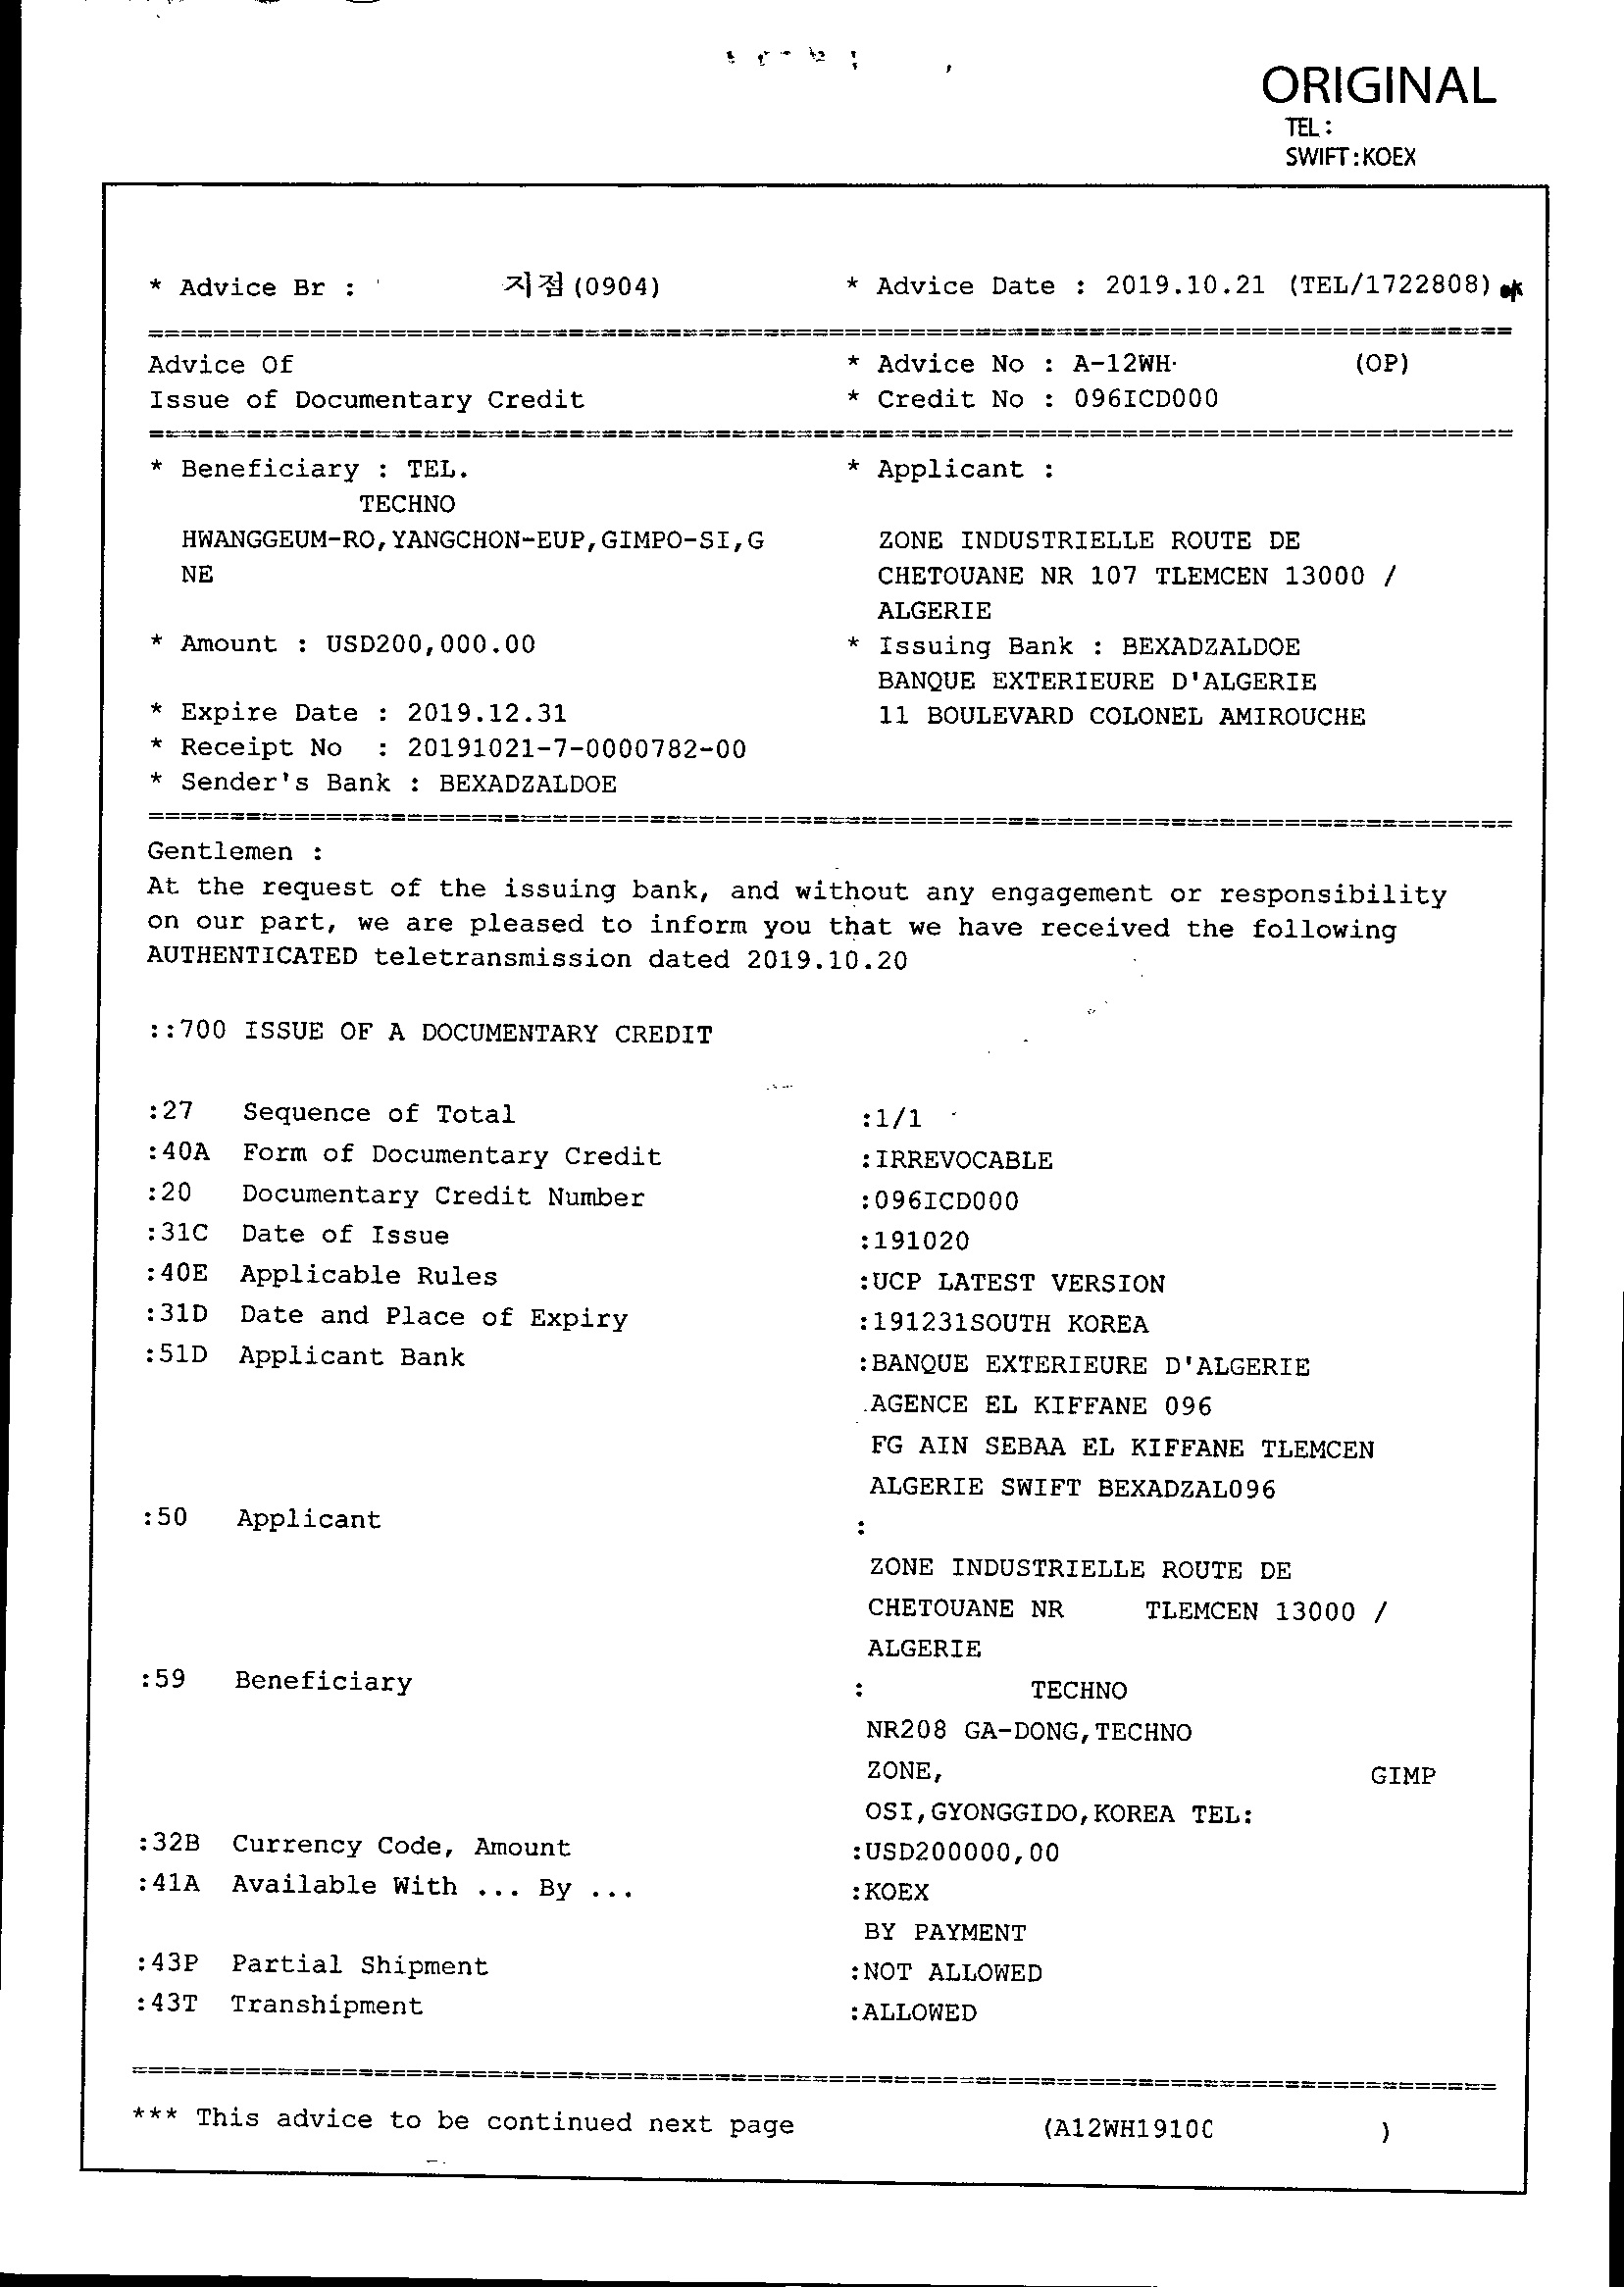 ORIGINAL
TEL :
SWIFT : KOEX
* Advice Br : 지점(0904) * Advice Date : 2019.10.21 (TEL/1722808)
Advice Of * Advice No : A-12WH (OP)
Issue of Documentary Credit * Credit No : 096ICD000
* Beneficiary : TEL. * Applicant :
TECHNO
HWANGGEUM-RO,YANGCHON-EUP,GIMPO-SI,G ZONE INDUSTRIELLE ROUTE DE
NE CHETOUANE NR 107 TLEMCEN 13000 /
ALGERIE
* Amount : USD200,000.00 * Issuing Bank : BEXADZALDOE
BANQUE EXTERIEURE D'ALGERIE
* Expire Date : 2019.12.31 11 BOULEVARD COLONEL AMIROUCHE
* Receipt No : 20191021-7-0000782-00
* Sender's Bank : BEXADZALDOE
Gentlemen :
At the request of the issuing bank, and without any engagement or responsibility
on our part, we are pleased to inform you that we have received the following
AUTHENTICATED teletransmission dated 2019.10.20
::700 ISSUE OF A DOCUMENTARY CREDIT
:27 Sequence of Total :1/1
:40A Form of Documentary Credit :IRREVOCABLE
:20 Documentary Credit Number :096ICD000
:31C Date of Issue :191020
:40E Applicable Rules :UCP LATEST VERSION
:31D Date and Place of Expiry :191231SOUTH KOREA
:51D Applicant Bank :BANQUE EXTERIEURE D'ALGERIE
AGENCE EL KIFFANE 096
FG AIN SEBAA EL KIFFANE TLEMCEN
ALGERIE SWIFT BEXADZAL096
:50 Applicant :
ZONE INDUSTRIELLE ROUTE DE
CHETOUANE NR TLEMCEN 13000 /
ALGERIE
:59 Beneficiary : TECHNO
NR208 GA-DONG,TECHNO
ZONE, GIMP
OSI,GYONGGIDO,KOREA TEL:
:32B Currency Code, Amount :USD200000,00
:41A Available With ... By ... :KOEX
BY PAYMENT
:43P Partial Shipment :NOT ALLOWED
:43T Transhipment :ALLOWED
*** This advice to be continued next page (A12WH1910C )